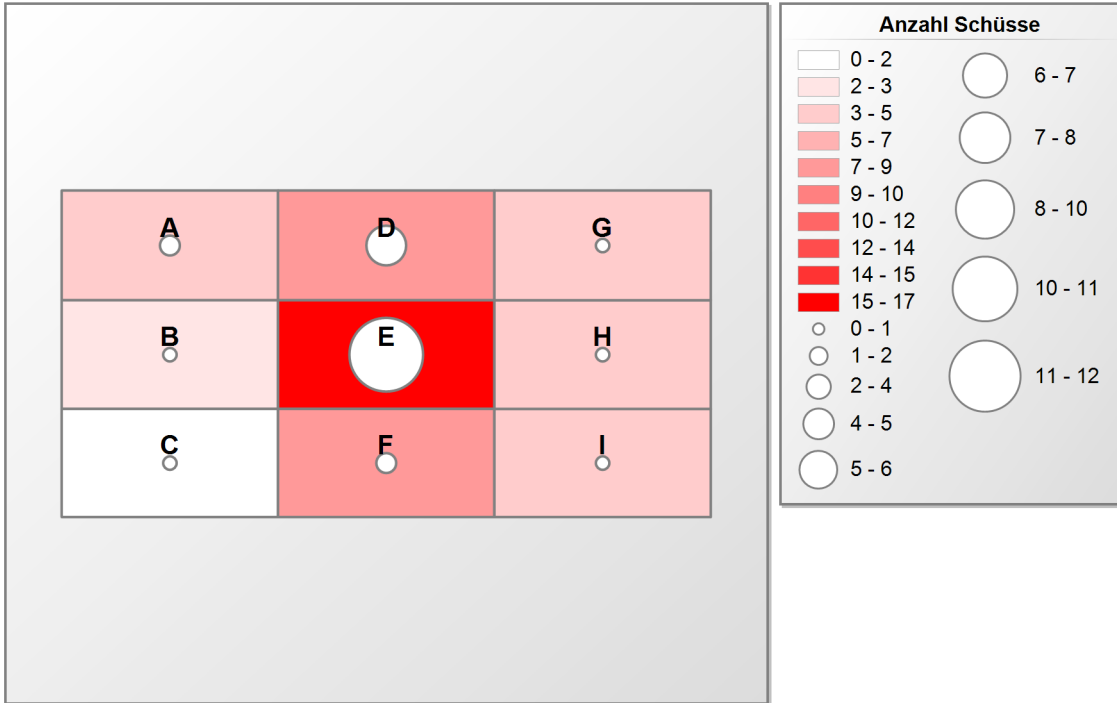 A
D
G
B
E
H
C
F
I
Anzahl Schüsse
0 - 2
2 - 3
3 - 5
5 - 7
7 - 9
9 - 10
10 - 12
12 - 14
14 - 15
15 - 17
0 - 1
1 - 2
2 - 4
4 - 5
5 - 6
6 - 7
7 - 8
8 - 10
10 - 11
11 - 12